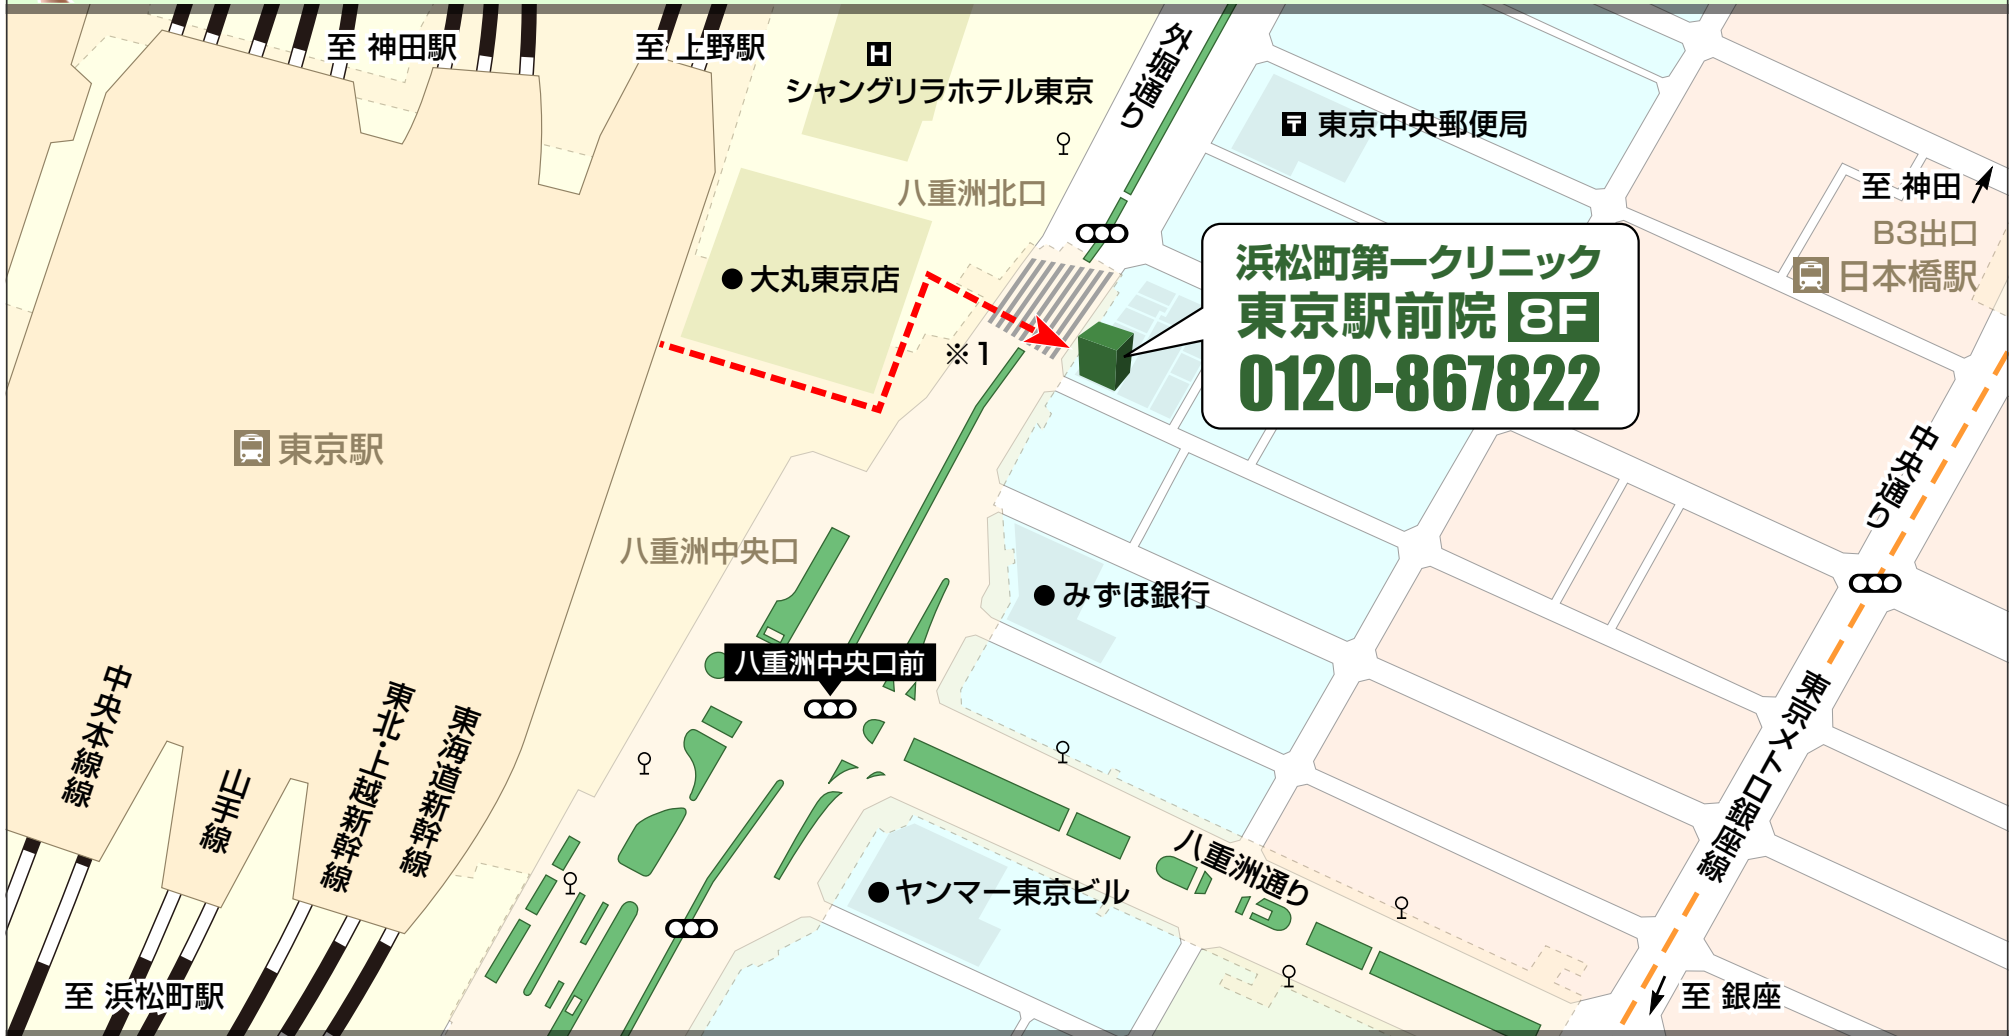 至 神田駅
至 上野駅
H
シャングリラホテル東京
外堀通り
〒 東京中央郵便局
八重洲北口
至 神田
B3出口
日本橋駅
浜松町第一クリニック
東京駅前院 8F
0120-867822
大丸東京店
※1
東京駅
中央通り
八重洲中央口
みずほ銀行
八重洲中央口前
中央本線線
山手線
東北・上越新幹線
東海道新幹線
東京メトロ銀座線
八重洲通り
ヤンマー東京ビル
至 浜松町駅
至 銀座